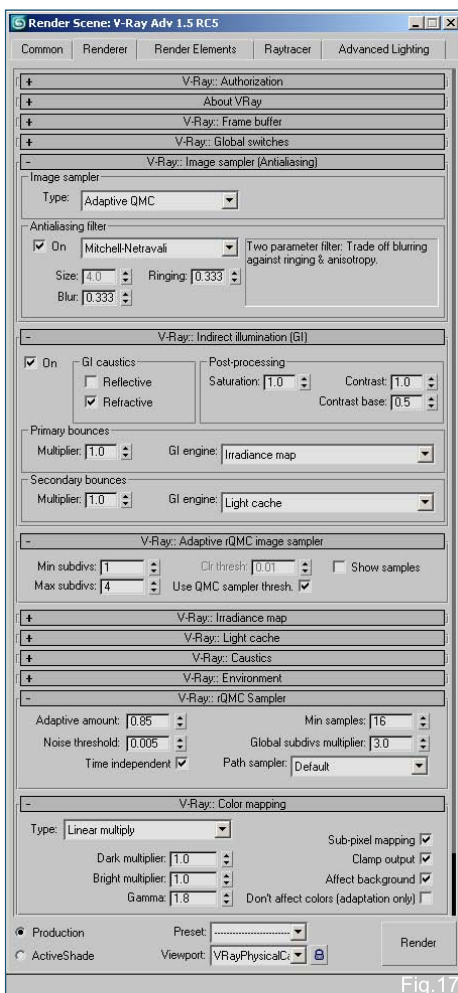 Render Scene: V-Ray Adv 1.5 RC5
Common Renderer Render Elements Raytracer Advanced Lighting
+ V-Ray:: Authorization
+ About VRay
+ V-Ray:: Frame buffer
+ V-Ray:: Global switches
- V-Ray:: Image sampler (Antialiasing)
Image sampler
Type: Adaptive QMC
Antialiasing filter
On Mitchell-Netravali
Two parameter filter: Trade off blurring
against ringing & anisotropy.
Size: 4.0 Ringing: 0.333
Blur: 0.333
- V-Ray:: Indirect illumination (GI)
On GI caustics Post-processing
Reflective Saturation: 1.0 Contrast: 1.0
Refractive Contrast base: 0.5
Primary bounces
Multiplier: 1.0 GI engine: Irradiance map
Secondary bounces
Multiplier: 1.0 GI engine: Light cache
- V-Ray:: Adaptive rQMC image sampler
Min subdivs: 1 Clr thresh: 0.01 Show samples
Max subdivs: 4 Use QMC sampler thresh.
+ V-Ray:: Irradiance map
+ V-Ray:: Light cache
+ V-Ray:: Caustics
+ V-Ray:: Environment
- V-Ray:: rQMC Sampler
Adaptive amount: 0.85 Min samples: 16
Noise threshold: 0.005 Global subdivs multiplier: 3.0
Time independent Path sampler: Default
- V-Ray:: Color mapping
Type: Linear multiply
Sub-pixel mapping
Dark multiplier: 1.0 Clamp output
Bright multiplier: 1.0 Affect background
Gamma: 1.8 Don't affect colors (adaptation only)
Production Preset: -------------------------
ActiveShade Viewport: VRayPhysicalCa
Render
Fig.17